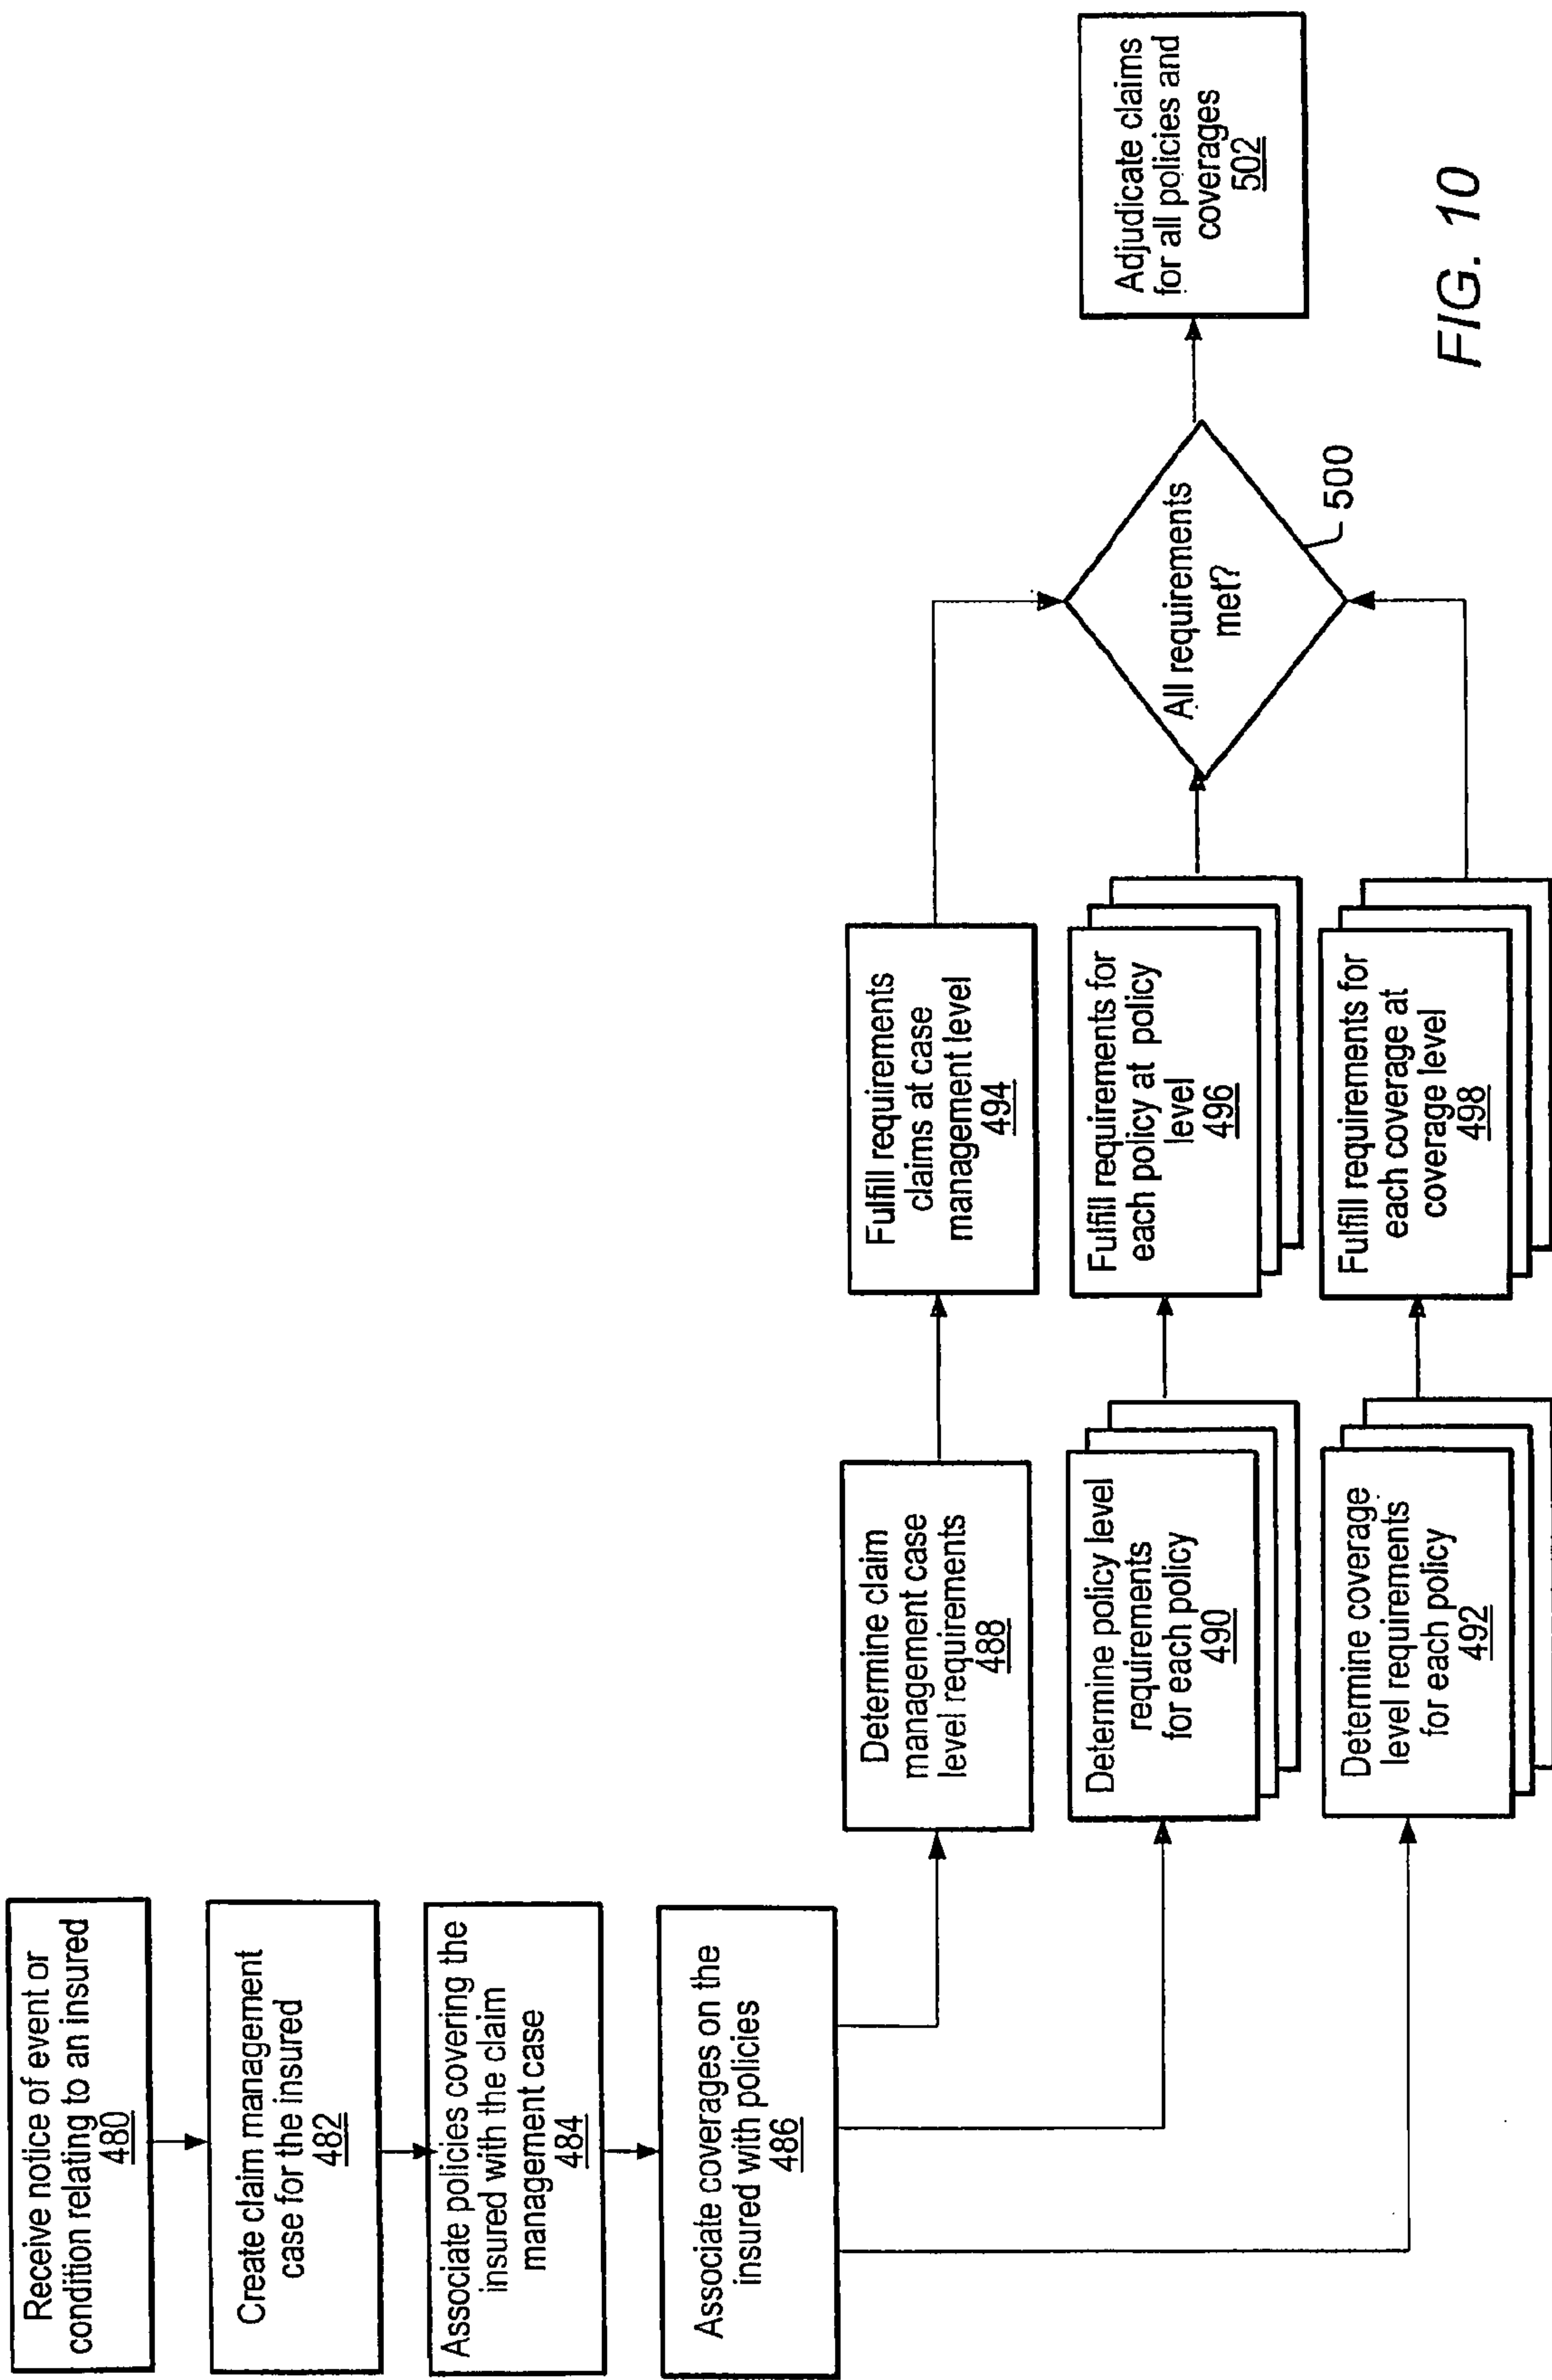 Receive notice of event or
condition relating to an insured
480
Create claim management
case for the insured
482
Associate policies covering the
insured with the claim
management case
484
Associate coverages on the
insured with policies
486
Determine claim
management case
level requirements
488
Determine policy level
requirements
for each policy
490
Determine coverage
level requirements
for each policy
492
Fulfill requirements
claims at case
management level
494
Fulfill requirements for
each policy at policy
level
496
Fulfill requirements for
each coverage at
coverage level
498
All requirements
met?
500
Adjudicate claims
for all policies and
coverages
502
FIG. 10